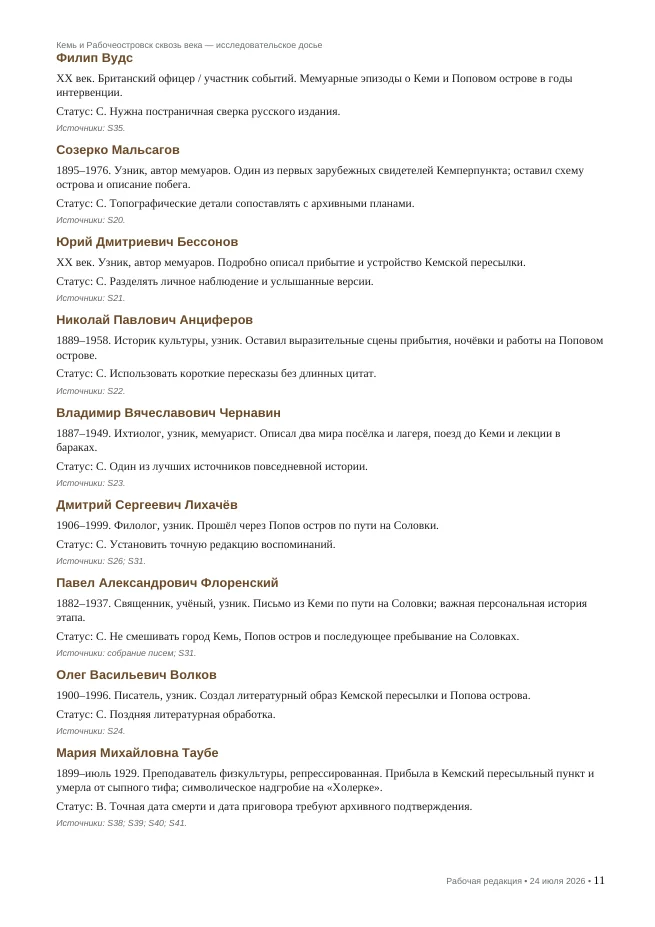 Кемь и Рабочеостровск сквозь века — исследовательское досье
Филип Вудс
XX век. Британский офицер / участник событий. Мемуарные эпизоды о Кеми и Поповом острове в годы
интервенции.
Статус: C. Нужна постраничная сверка русского издания.
Источники: S35.
Созерко Мальсагов
1895–1976. Узник, автор мемуаров. Один из первых зарубежных свидетелей Кемперпункта; оставил схему
острова и описание побега.
Статус: C. Топографические детали сопоставлять с архивными планами.
Источники: S20.
Юрий Дмитриевич Бессонов
XX век. Узник, автор мемуаров. Подробно описал прибытие и устройство Кемской пересылки.
Статус: C. Разделять личное наблюдение и услышанные версии.
Источники: S21.
Николай Павлович Анциферов
1889–1958. Историк культуры, узник. Оставил выразительные сцены прибытия, ночёвки и работы на Поповом
острове.
Статус: C. Использовать короткие пересказы без длинных цитат.
Источники: S22.
Владимир Вячеславович Чернавин
1887–1949. Ихтиолог, узник, мемуарист. Описал два мира посёлка и лагеря, поезд до Кеми и лекции в
бараках.
Статус: C. Один из лучших источников повседневной истории.
Источники: S23.
Дмитрий Сергеевич Лихачёв
1906–1999. Филолог, узник. Прошёл через Попов остров по пути на Соловки.
Статус: C. Установить точную редакцию воспоминаний.
Источники: S26; S31.
Павел Александрович Флоренский
1882–1937. Священник, учёный, узник. Письмо из Кеми по пути на Соловки; важная персональная история
этапа.
Статус: C. Не смешивать город Кемь, Попов остров и последующее пребывание на Соловках.
Источники: собрание писем; S31.
Олег Васильевич Волков
1900–1996. Писатель, узник. Создал литературный образ Кемской пересылки и Попова острова.
Статус: C. Поздняя литературная обработка.
Источники: S24.
Мария Михайловна Таубе
1899–июль 1929. Преподаватель физкультуры, репрессированная. Прибыла в Кемский пересыльный пункт и
умерла от сыпного тифа; символическое надгробие на «Холерке».
Статус: B. Точная дата смерти и дата приговора требуют архивного подтверждения.
Источники: S38; S39; S40; S41.
Рабочая редакция • 24 июля 2026 • 11